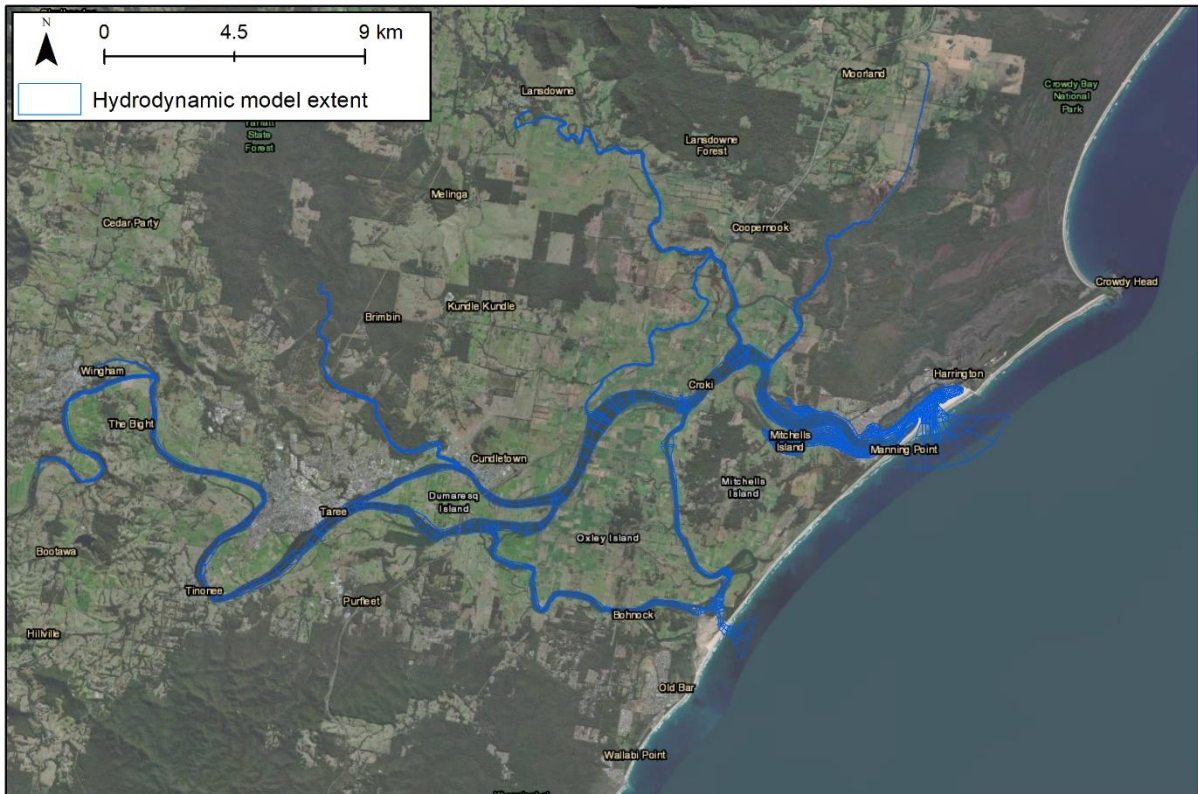 N
0
4.5
9 km
Hydrodynamic model extent
State
Forest
Lansdowne
Moorland
Crowdy Bay
National
Park
Lansdowne
Forest
Melinga
Cedar Party
Coopernook
Crowdy Head
Kundle Kundle
Brimbin
Wingham
Croki
Harrington
The Bight
Mitchells
Island
Manning Point
Cundletown
Mitchells
Island
Dumaresq
Island
Taree
Oxley Island
Bootawa
Tinonee
Purfleet
Bohnock
Hillville
Old Bar
Wallabi Point